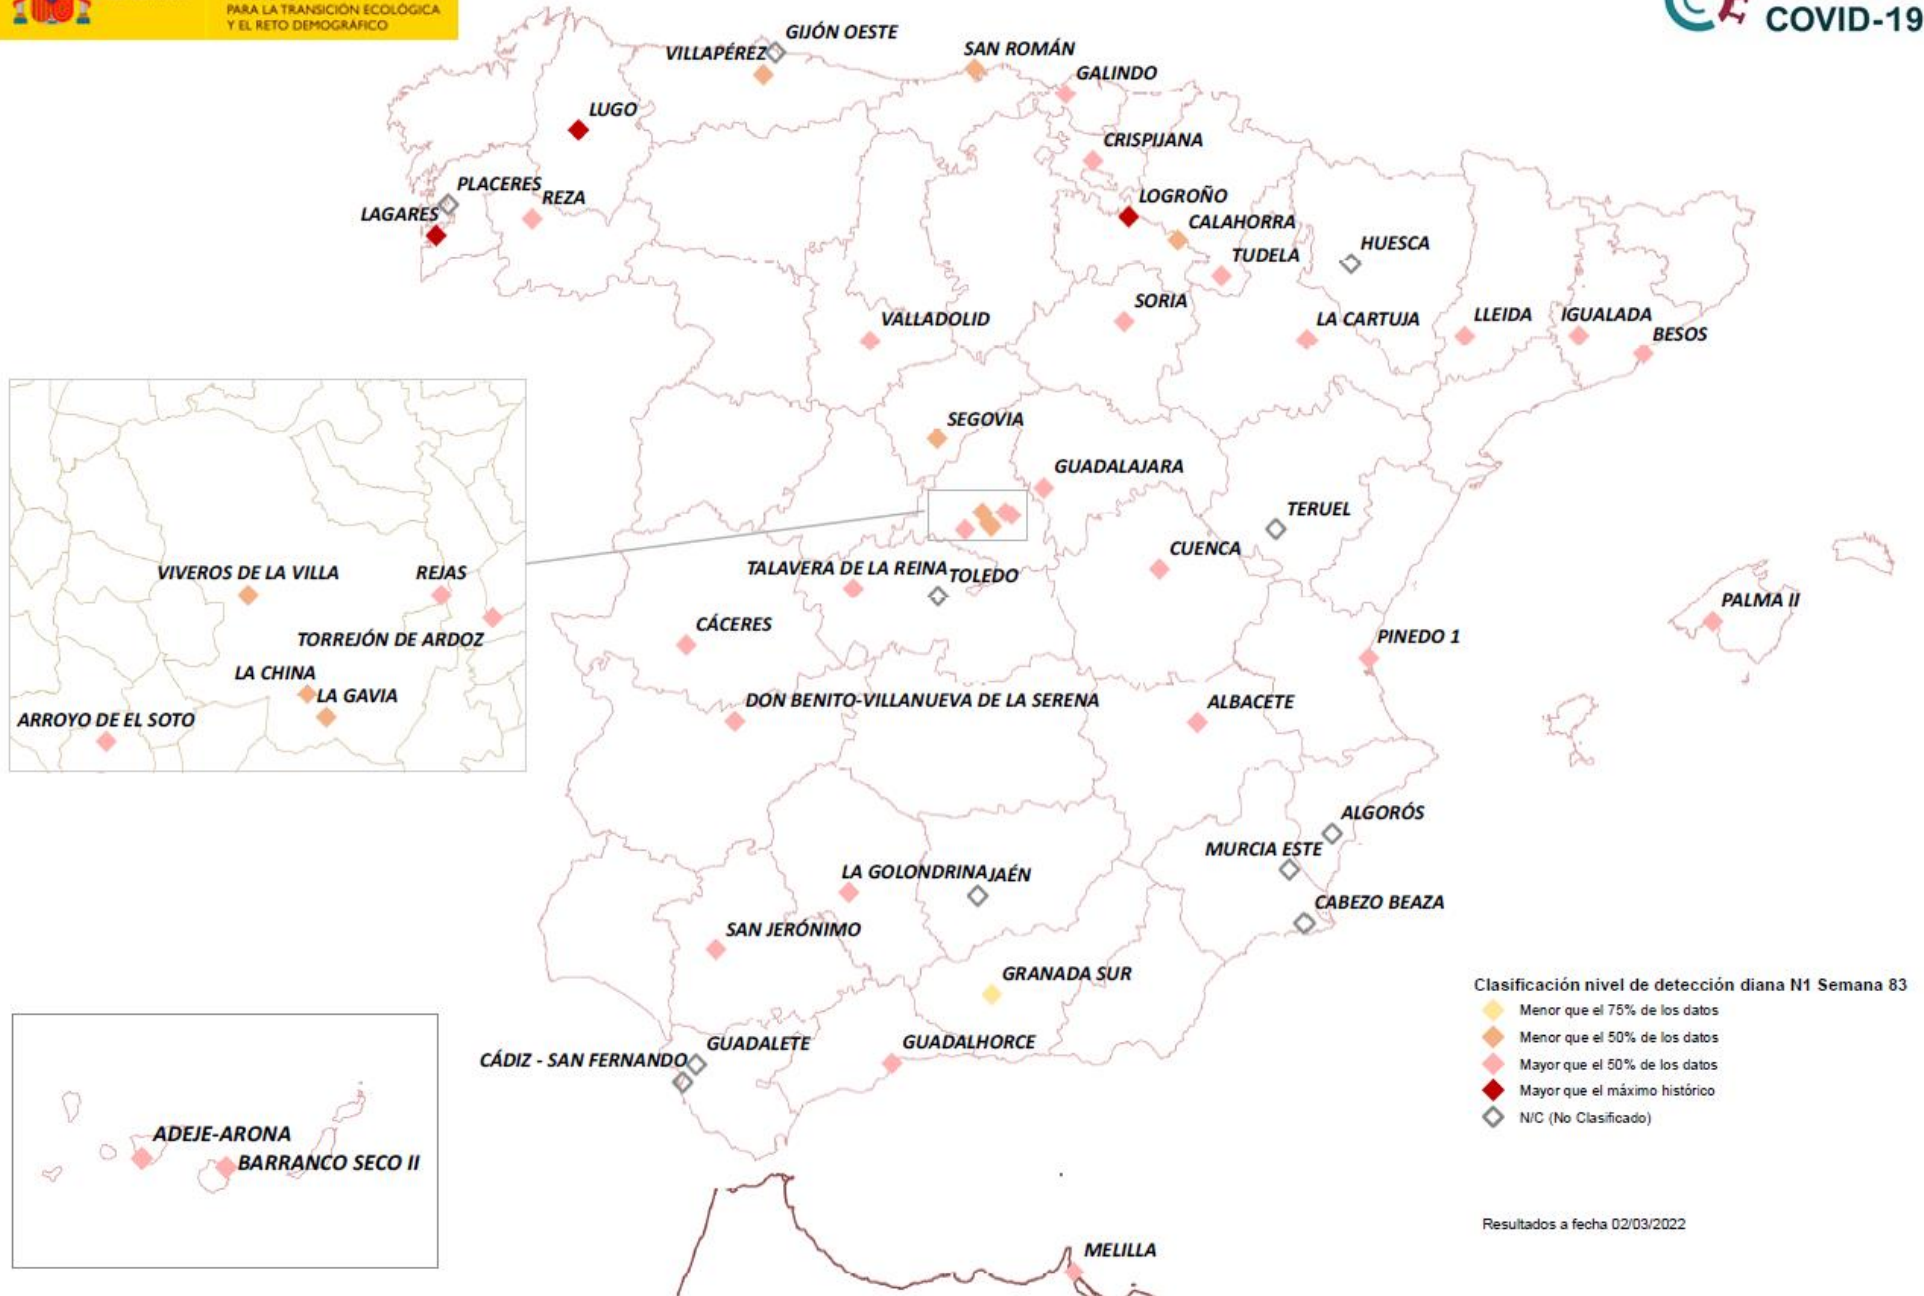 PARA LA TRANSICIÓN ECOLÓGICA
Y EL RETO DEMOGRÁFICO
COVID-19
GIJÓN OESTE
VILLAPÉREZ
SAN ROMÁN
GALINDO
LUGO
CRISPIJANA
PLACERES
REZA
LAGARES
LOGROÑO
CALAHORRA
TUDELA
HUESCA
SORIA
VALLADOLID
LA CARTUJA
LLEIDA
IGUALADA
BESOS
SEGOVIA
GUADALAJARA
TERUEL
CUENCA
TALAVERA DE LA REINA
TOLEDO
VIVEROS DE LA VILLA
REJAS
TORREJÓN DE ARDOZ
LA CHINA
LA GAVIA
ARROYO DE EL SOTO
CÁCERES
PALMA II
PINEDO 1
DON BENITO-VILLANUEVA DE LA SERENA
ALBACETE
ALGORÓS
MURCIA ESTE
LA GOLONDRINA
JAÉN
CABEZO BEAZA
SAN JERÓNIMO
GRANADA SUR
GUADALETE
CÁDIZ - SAN FERNANDO
GUADALHORCE
Clasificación nivel de detección diana N1 Semana 83
Menor que el 75% de los datos
Menor que el 50% de los datos
Mayor que el 50% de los datos
Mayor que el máximo histórico
N/C (No Clasificado)
ADEJE-ARONA
BARRANCO SECO II
Resultados a fecha 02/03/2022
MELILLA